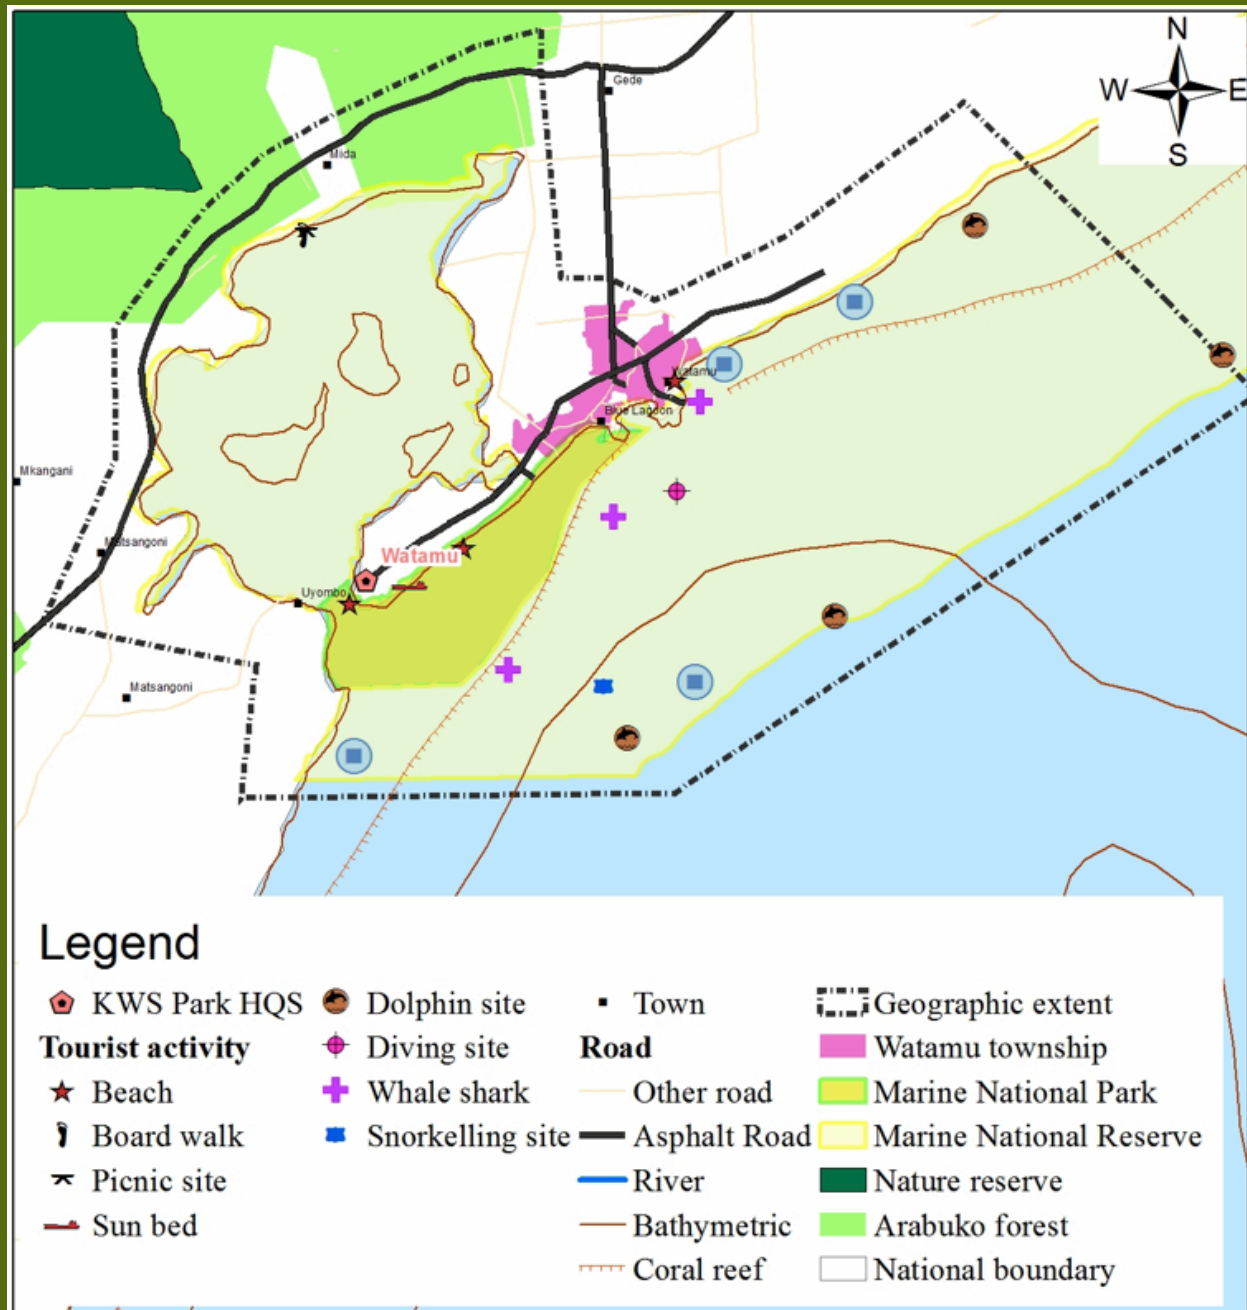 N
W E
S
Gede
Mida
Watamu
Blue Lagoon
Mkangani
Matsangoni
Watamu
Uyombo
Matsangoni
Legend
KWS Park HQS
Tourist activity
Beach
Board walk
Picnic site
Sun bed
Dolphin site
Diving site
Whale shark
Snorkelling site
Town
Road
Other road
Asphalt Road
River
Bathymetric
Coral reef
Geographic extent
Watamu township
Marine National Park
Marine National Reserve
Nature reserve
Arabuko forest
National boundary